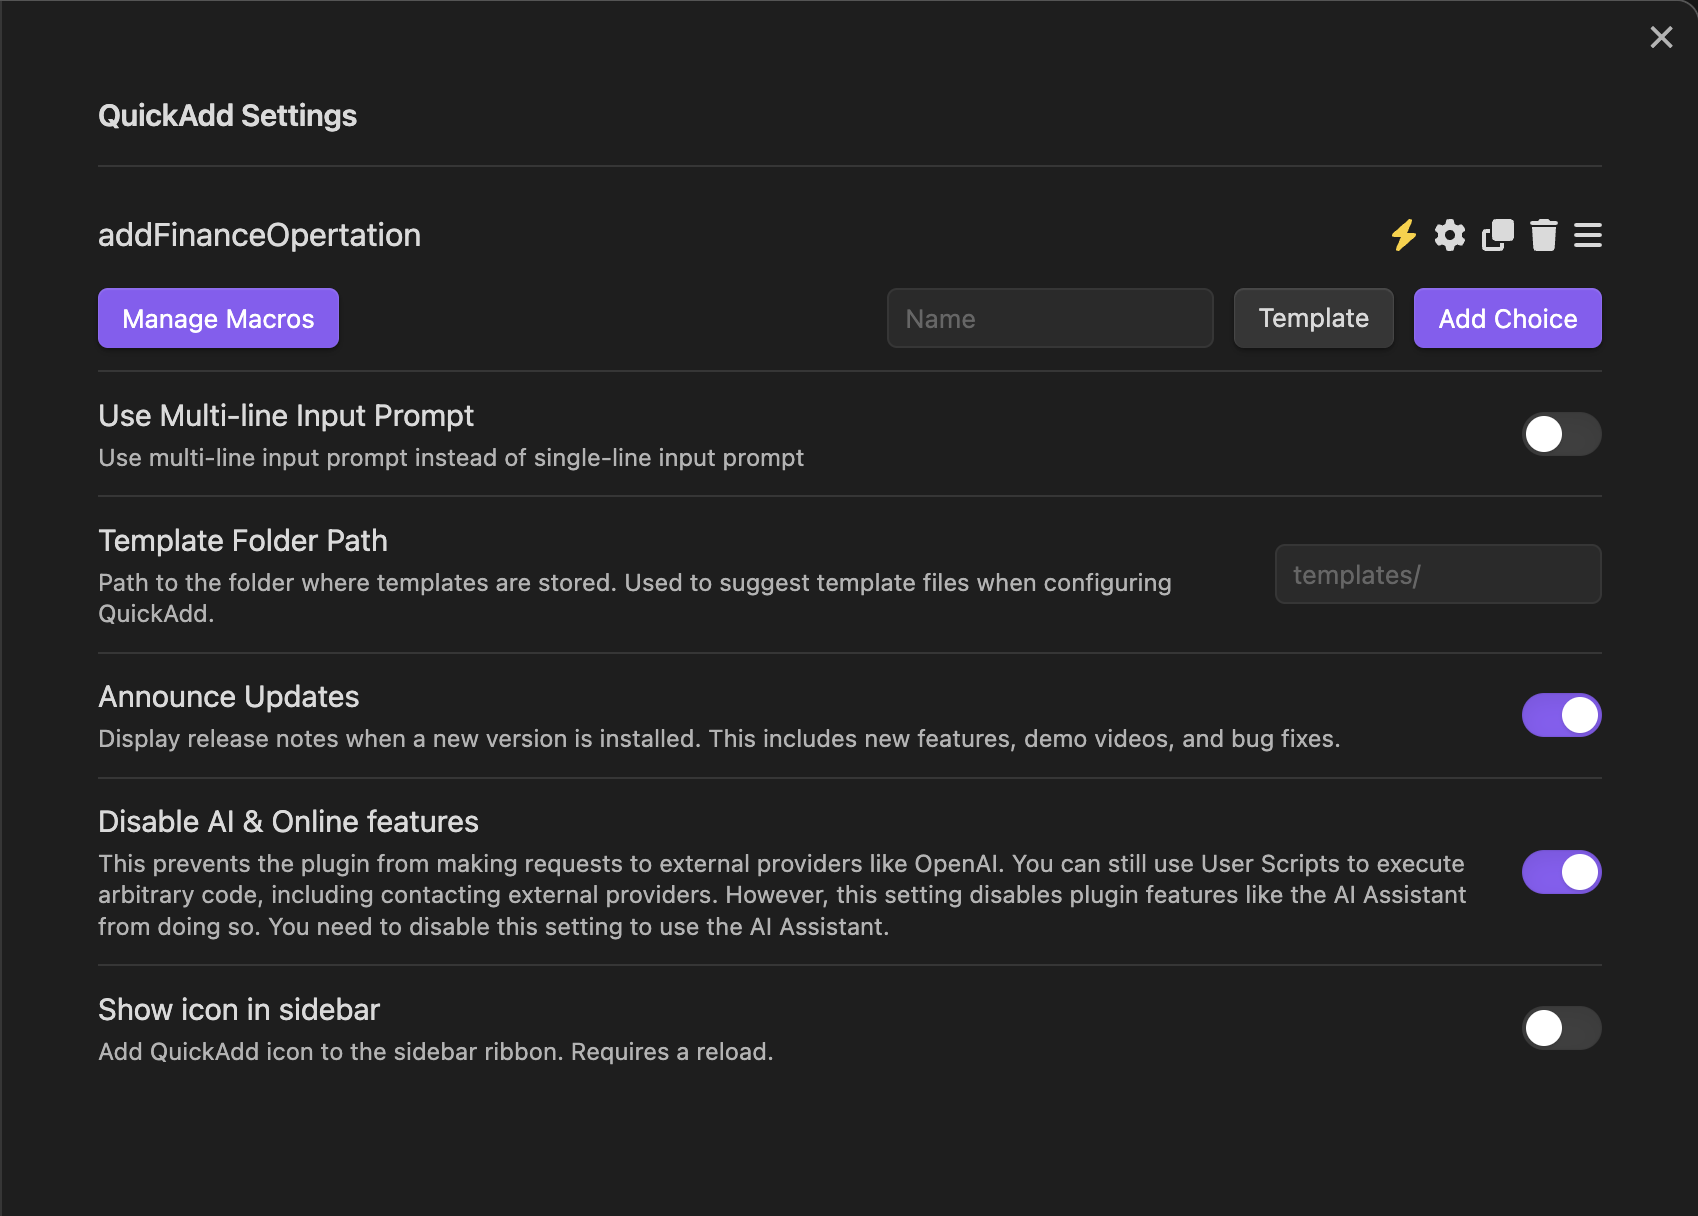 QuickAdd Settings
addFinanceOpertation
Manage Macros
Name
Template
Add Choice
Use Multi-line Input Prompt
Use multi-line input prompt instead of single-line input prompt
Template Folder Path
Path to the folder where templates are stored. Used to suggest template files when configuring
QuickAdd.
templates/
Announce Updates
Display release notes when a new version is installed. This includes new features, demo videos, and bug fixes.
Disable AI & Online features
This prevents the plugin from making requests to external providers like OpenAI. You can still use User Scripts to execute
arbitrary code, including contacting external providers. However, this setting disables plugin features like the AI Assistant
from doing so. You need to disable this setting to use the AI Assistant.
Show icon in sidebar
Add QuickAdd icon to the sidebar ribbon. Requires a reload.